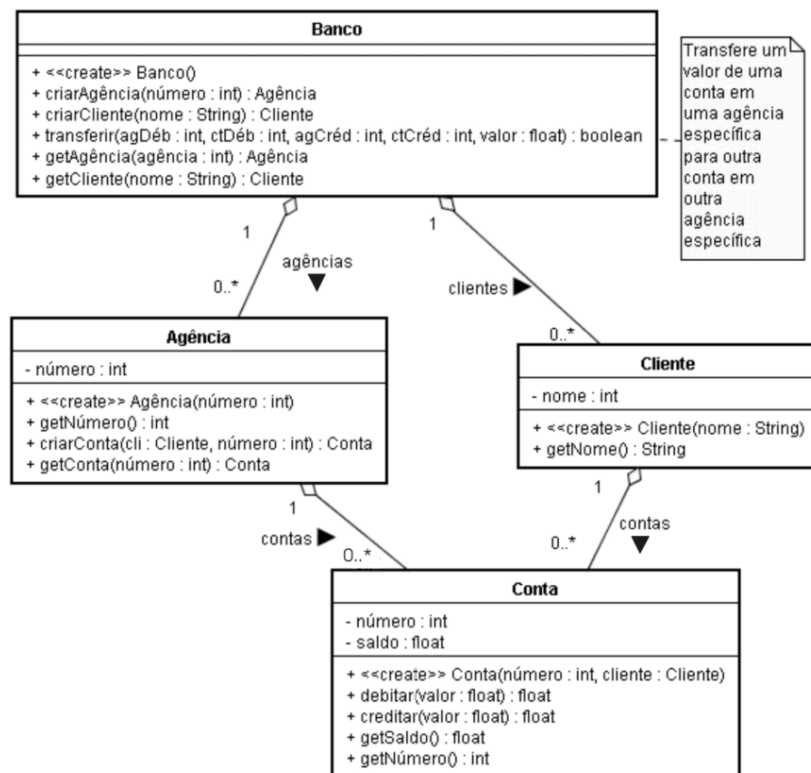 Banco
+ <<create>> Banco()
+ criarAgência(número : int) : Agência
+ criarCliente(nome : String) : Cliente
+ transferir(agDéb : int, ctDéb : int, agCréd : int, ctCréd : int, valor : float) : boolean
+ getAgência(agência : int) : Agência
+ getCliente(nome : String) : Cliente
Transfere um
valor de uma
conta em
uma agência
específica
para outra
conta em
outra
agência
específica
1
1
agências
clientes
0..*
0..*
Agência
- número : int
+ <<create>> Agência(número : int)
+ getNúmero() : int
+ criarConta(cli : Cliente, número : int) : Conta
+ getConta(número : int) : Conta
Cliente
- nome : int
+ <<create>> Cliente(nome : String)
+ getNome() : String
1
1
contas
contas
0..*
0..*
Conta
- número : int
- saldo : float
+ <<create>> Conta(número : int, cliente : Cliente)
+ debitar(valor : float) : float
+ creditar(valor : float) : float
+ getSaldo() : float
+ getNúmero() : int